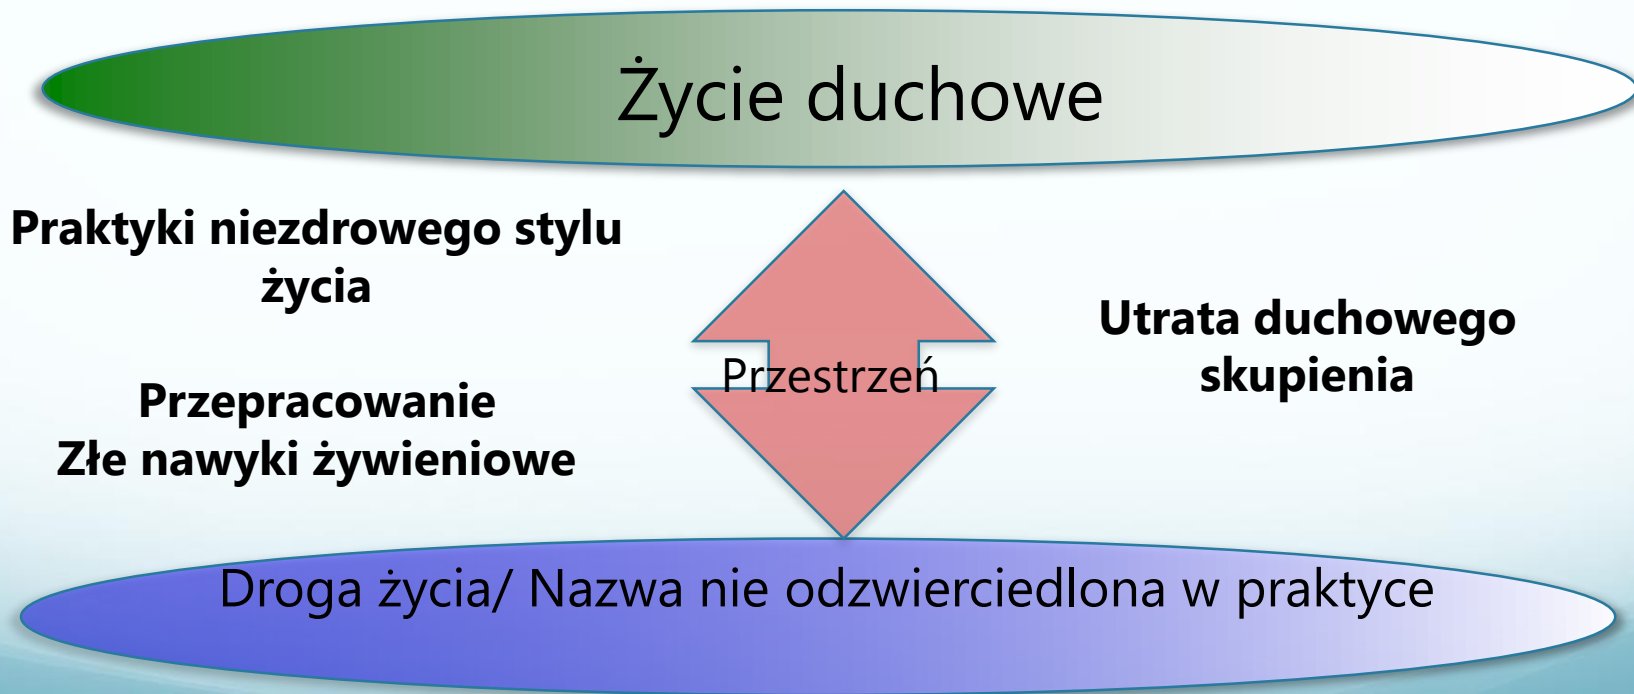 Życie duchowe
Praktyki niezdrowego stylu
życia
Przepracowanie
Złe nawyki żywieniowe
Przestrzeń
Utrata duchowego
skupienia
Droga życia/ Nazwa nie odzwierciedlona w praktyce